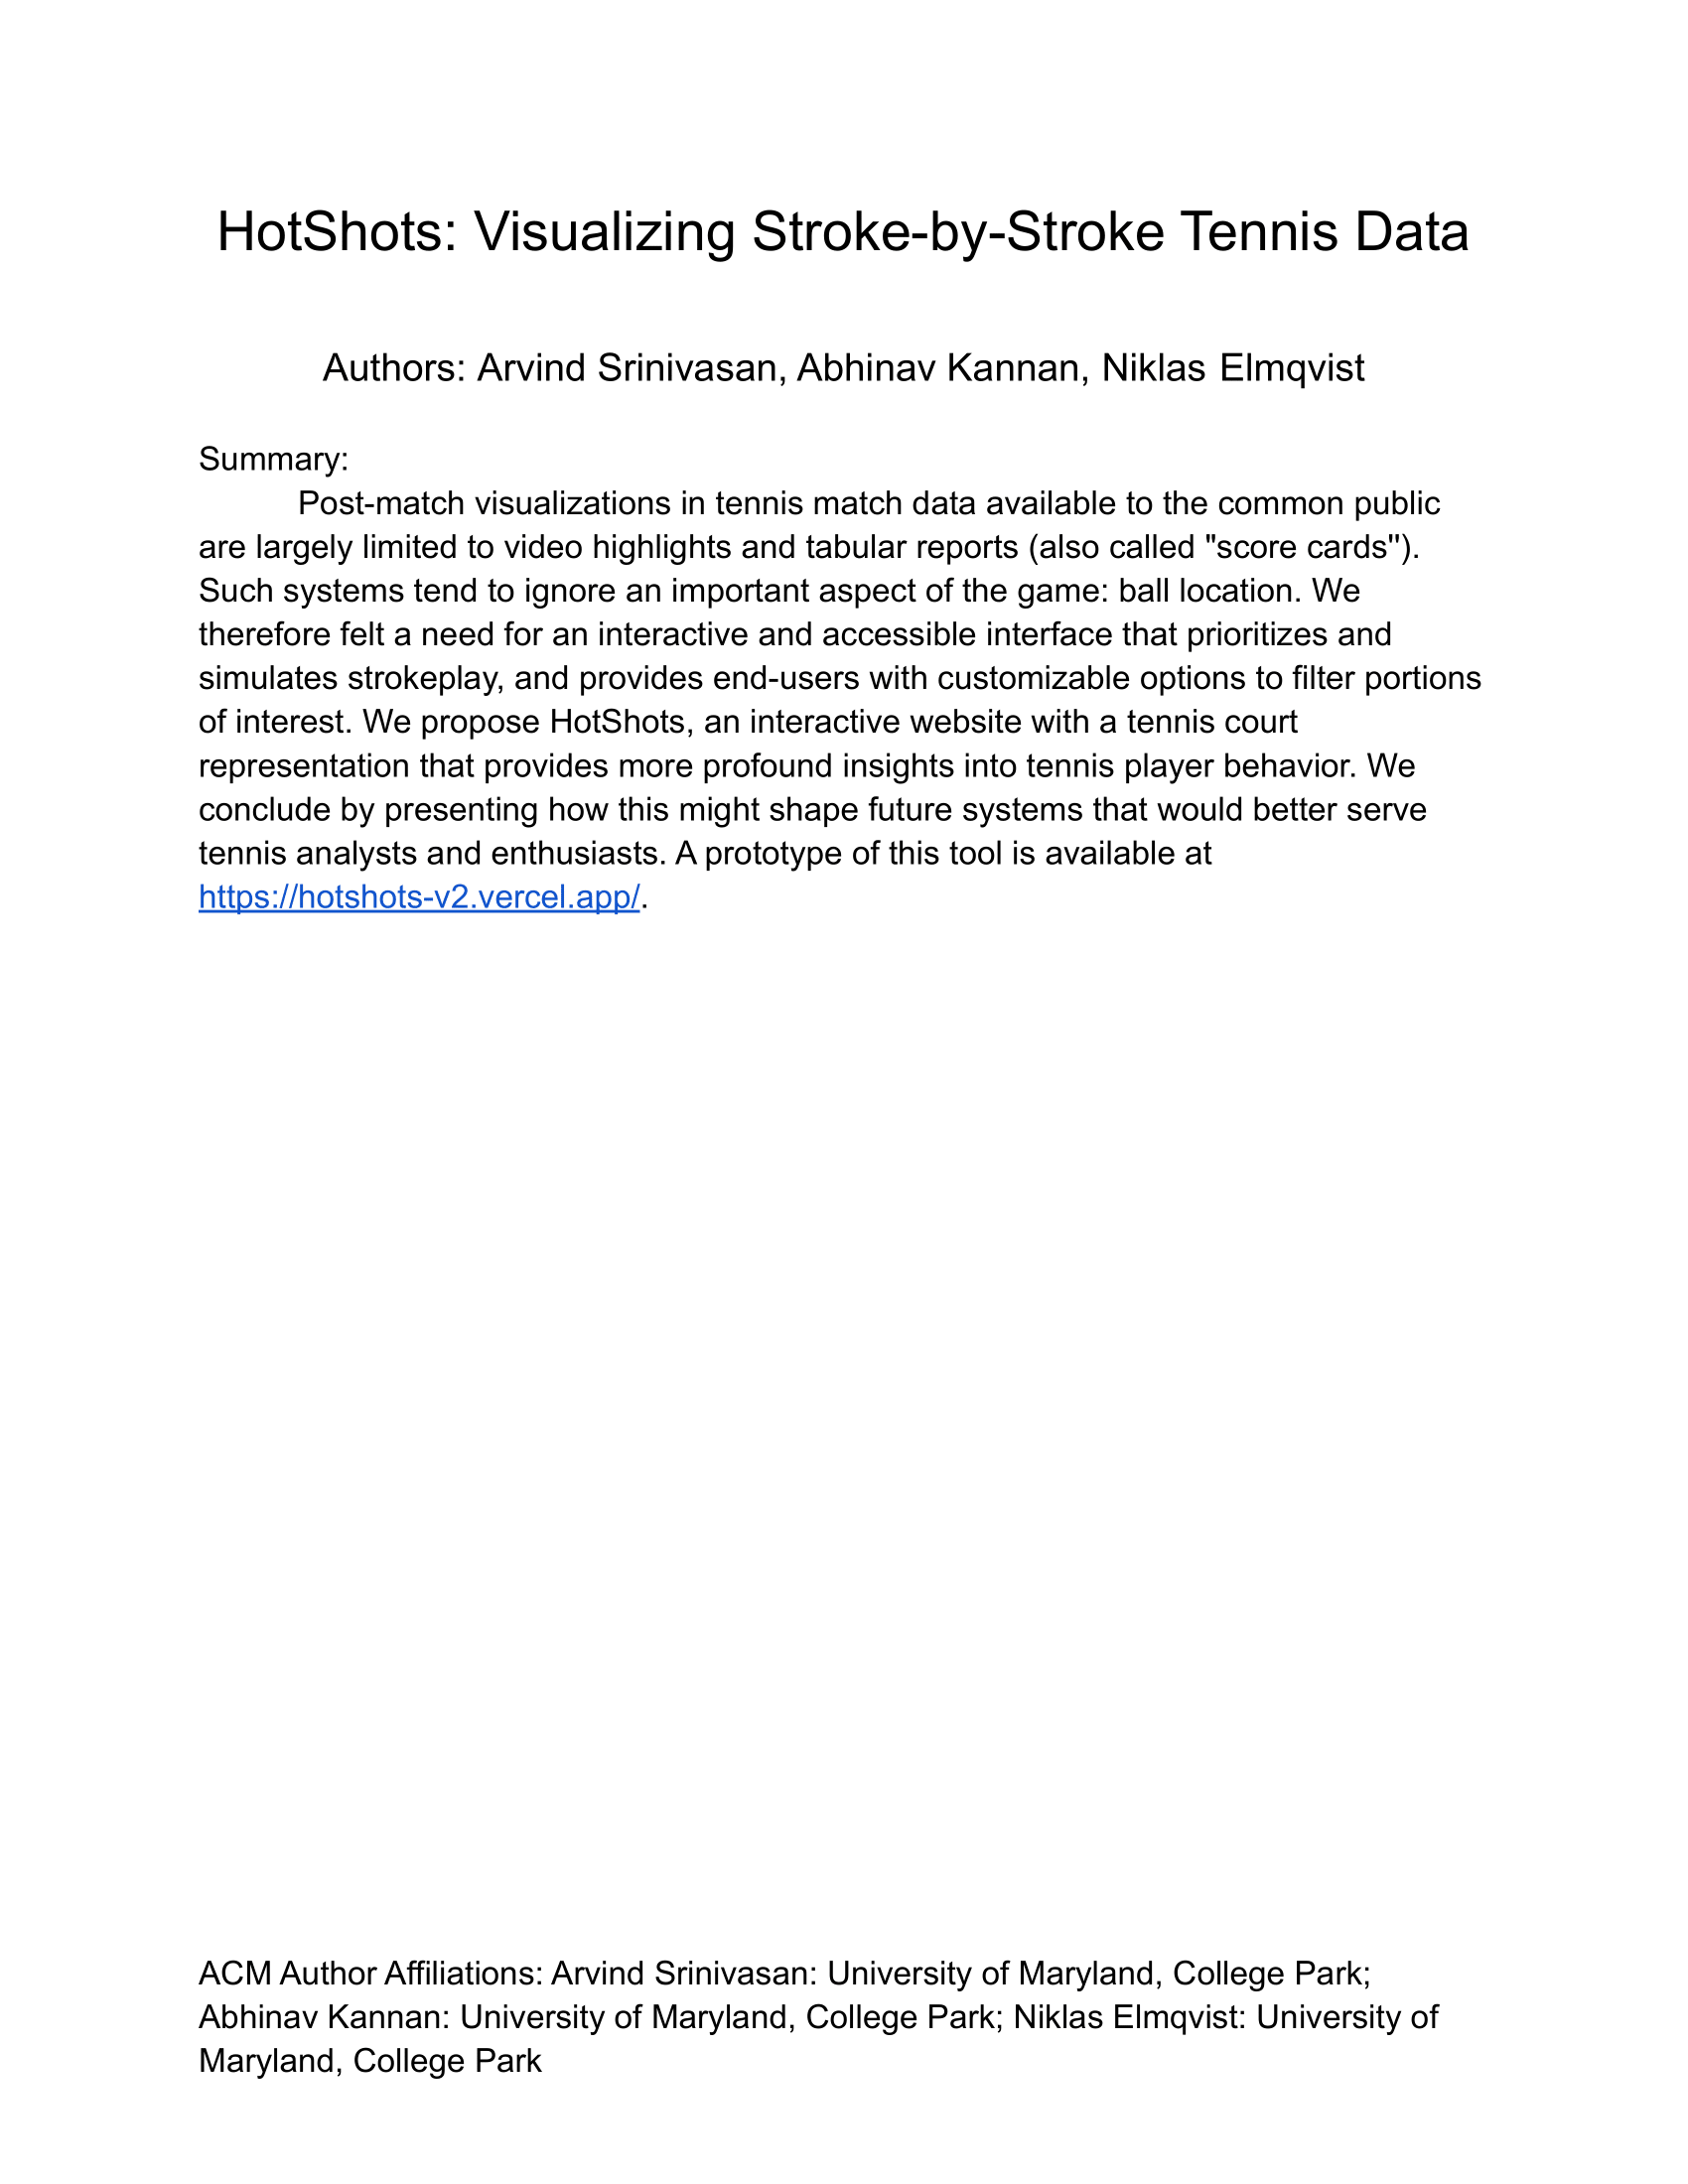 HotShots: Visualizing Stroke-by-Stroke Tennis Data
Authors: Arvind Srinivasan, Abhinav Kannan, Niklas Elmqvist
Summary:
Post-match visualizations in tennis match data available to the common public
are largely limited to video highlights and tabular reports (also called "score cards").
Such systems tend to ignore an important aspect of the game: ball location. We
therefore felt a need for an interactive and accessible interface that prioritizes and
simulates strokeplay, and provides end-users with customizable options to filter portions
of interest. We propose HotShots, an interactive website with a tennis court
representation that provides more profound insights into tennis player behavior. We
conclude by presenting how this might shape future systems that would better serve
tennis analysts and enthusiasts. A prototype of this tool is available at
https://hotshots-v2.vercel.app/.
ACM Author Affiliations: Arvind Srinivasan: University of Maryland, College Park;
Abhinav Kannan: University of Maryland, College Park; Niklas Elmqvist: University of
Maryland, College Park